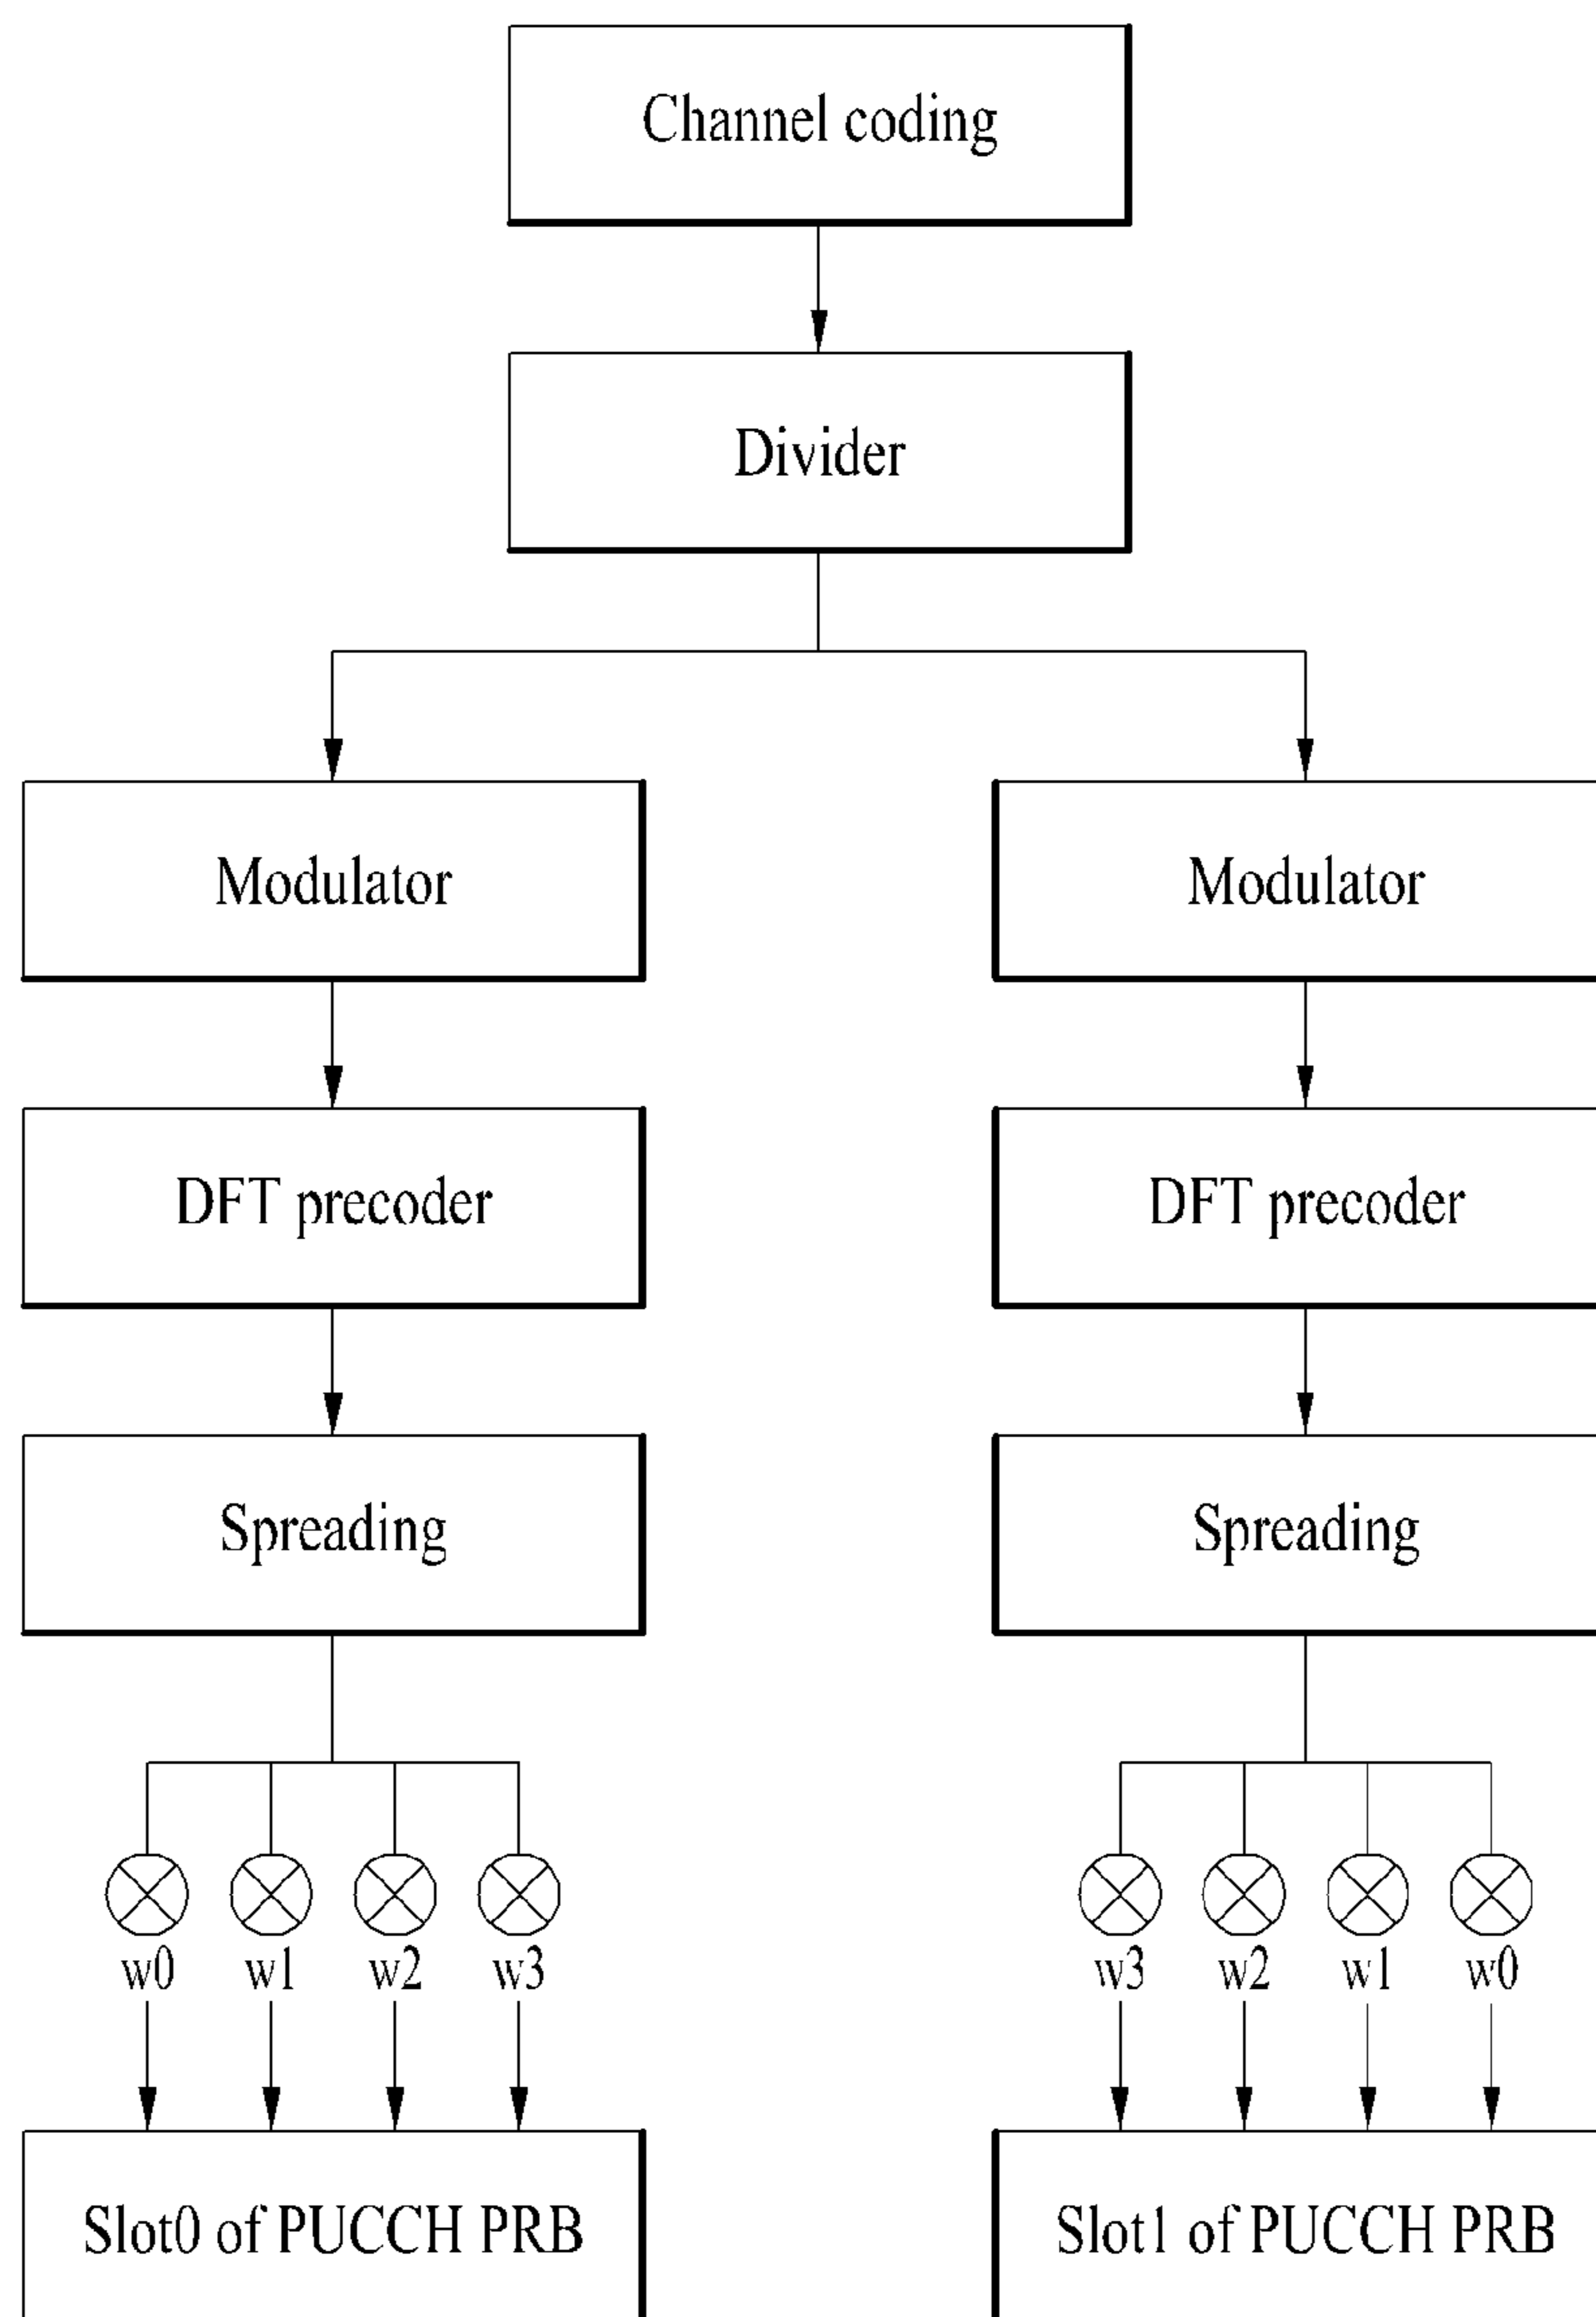 Channel coding
Divider
Modulator Modulator
DFT precoder DFT precoder
Spreading Spreading
w0 w1 w2 w3 w3 w2 w1 w0
Slot0 of PUCCH PRB Slot1 of PUCCH PRB